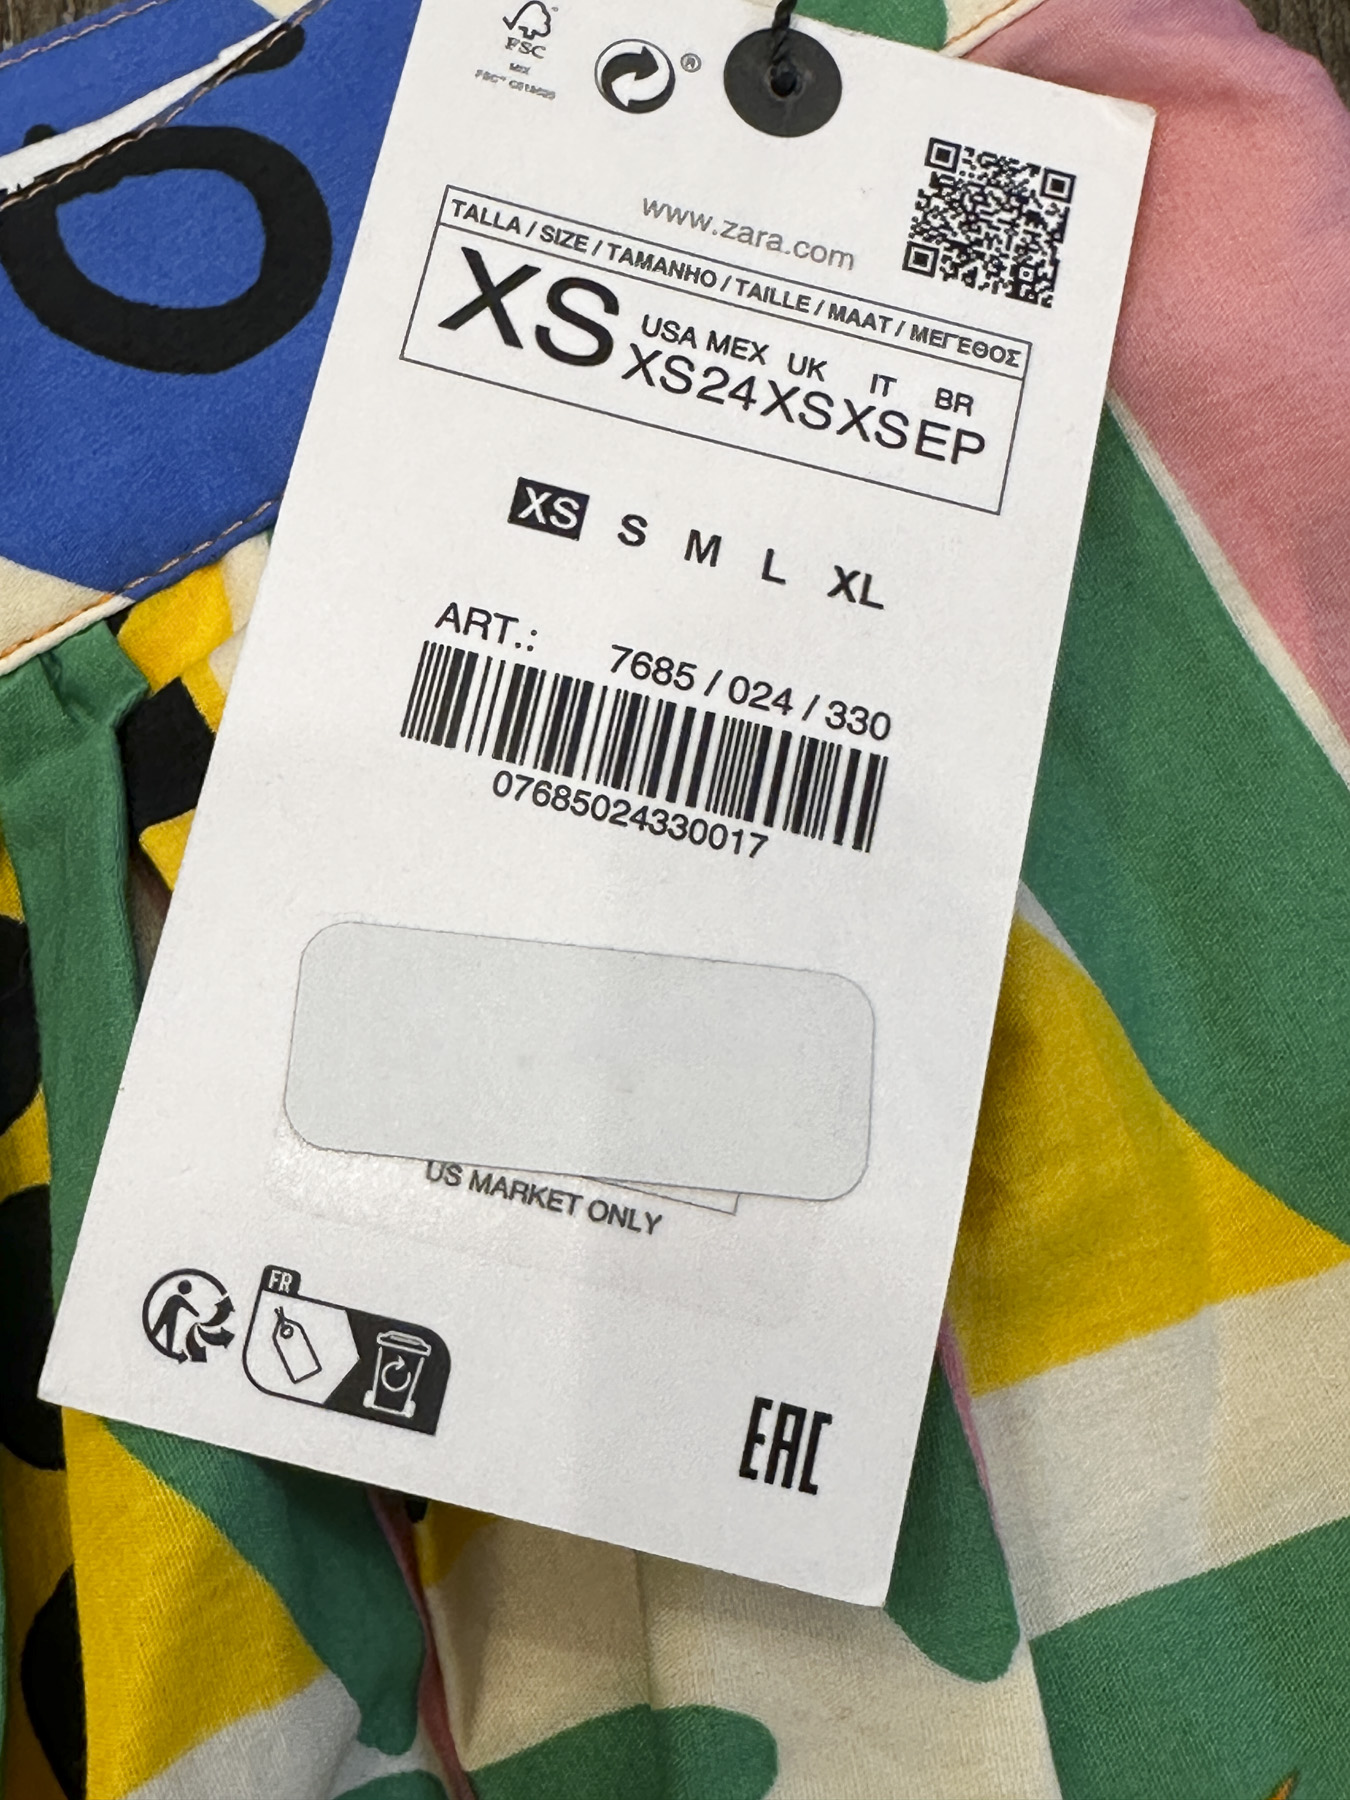 FSC
MIX
®
www.zara.com
TALLA / SIZE / TAMANHO / TAILLE / MAAT / ΜΕΓΕΘΟΣ
XS
USA MEX UK IT BR
XS 24 XS XS EP
XS S M L XL
ART.: 7685 / 024 / 330
07685024330017
US MARKET ONLY
FR
EAC